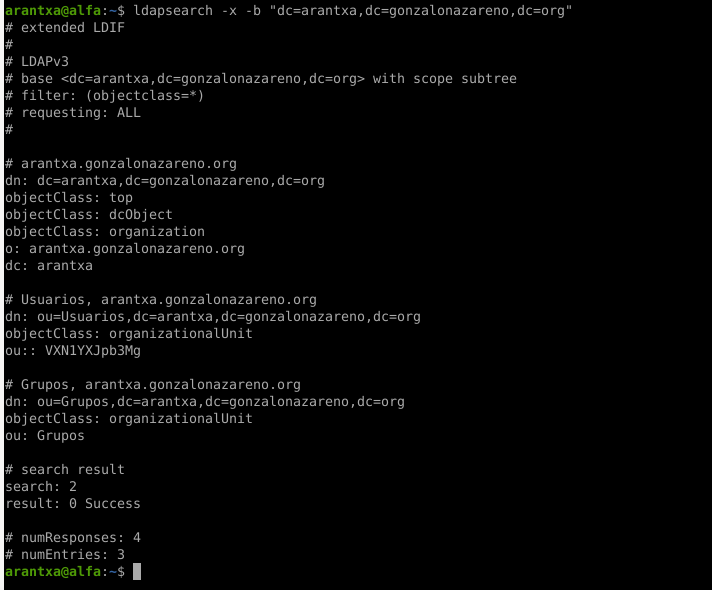 arantxa@alfa:~$ ldapsearch -x -b "dc=arantxa,dc=gonzalonazareno,dc=org"
# extended LDIF
#
# LDAPv3
# base <dc=arantxa,dc=gonzalonazareno,dc=org> with scope subtree
# filter: (objectclass=*)
# requesting: ALL
#
# arantxa.gonzalonazareno.org
dn: dc=arantxa,dc=gonzalonazareno,dc=org
objectClass: top
objectClass: dcObject
objectClass: organization
o: arantxa.gonzalonazareno.org
dc: arantxa
# Usuarios, arantxa.gonzalonazareno.org
dn: ou=Usuarios,dc=arantxa,dc=gonzalonazareno,dc=org
objectClass: organizationalUnit
ou:: VXN1YXJpb3Mg
# Grupos, arantxa.gonzalonazareno.org
dn: ou=Grupos,dc=arantxa,dc=gonzalonazareno,dc=org
objectClass: organizationalUnit
ou: Grupos
# search result
search: 2
result: 0 Success
# numResponses: 4
# numEntries: 3
arantxa@alfa:~$